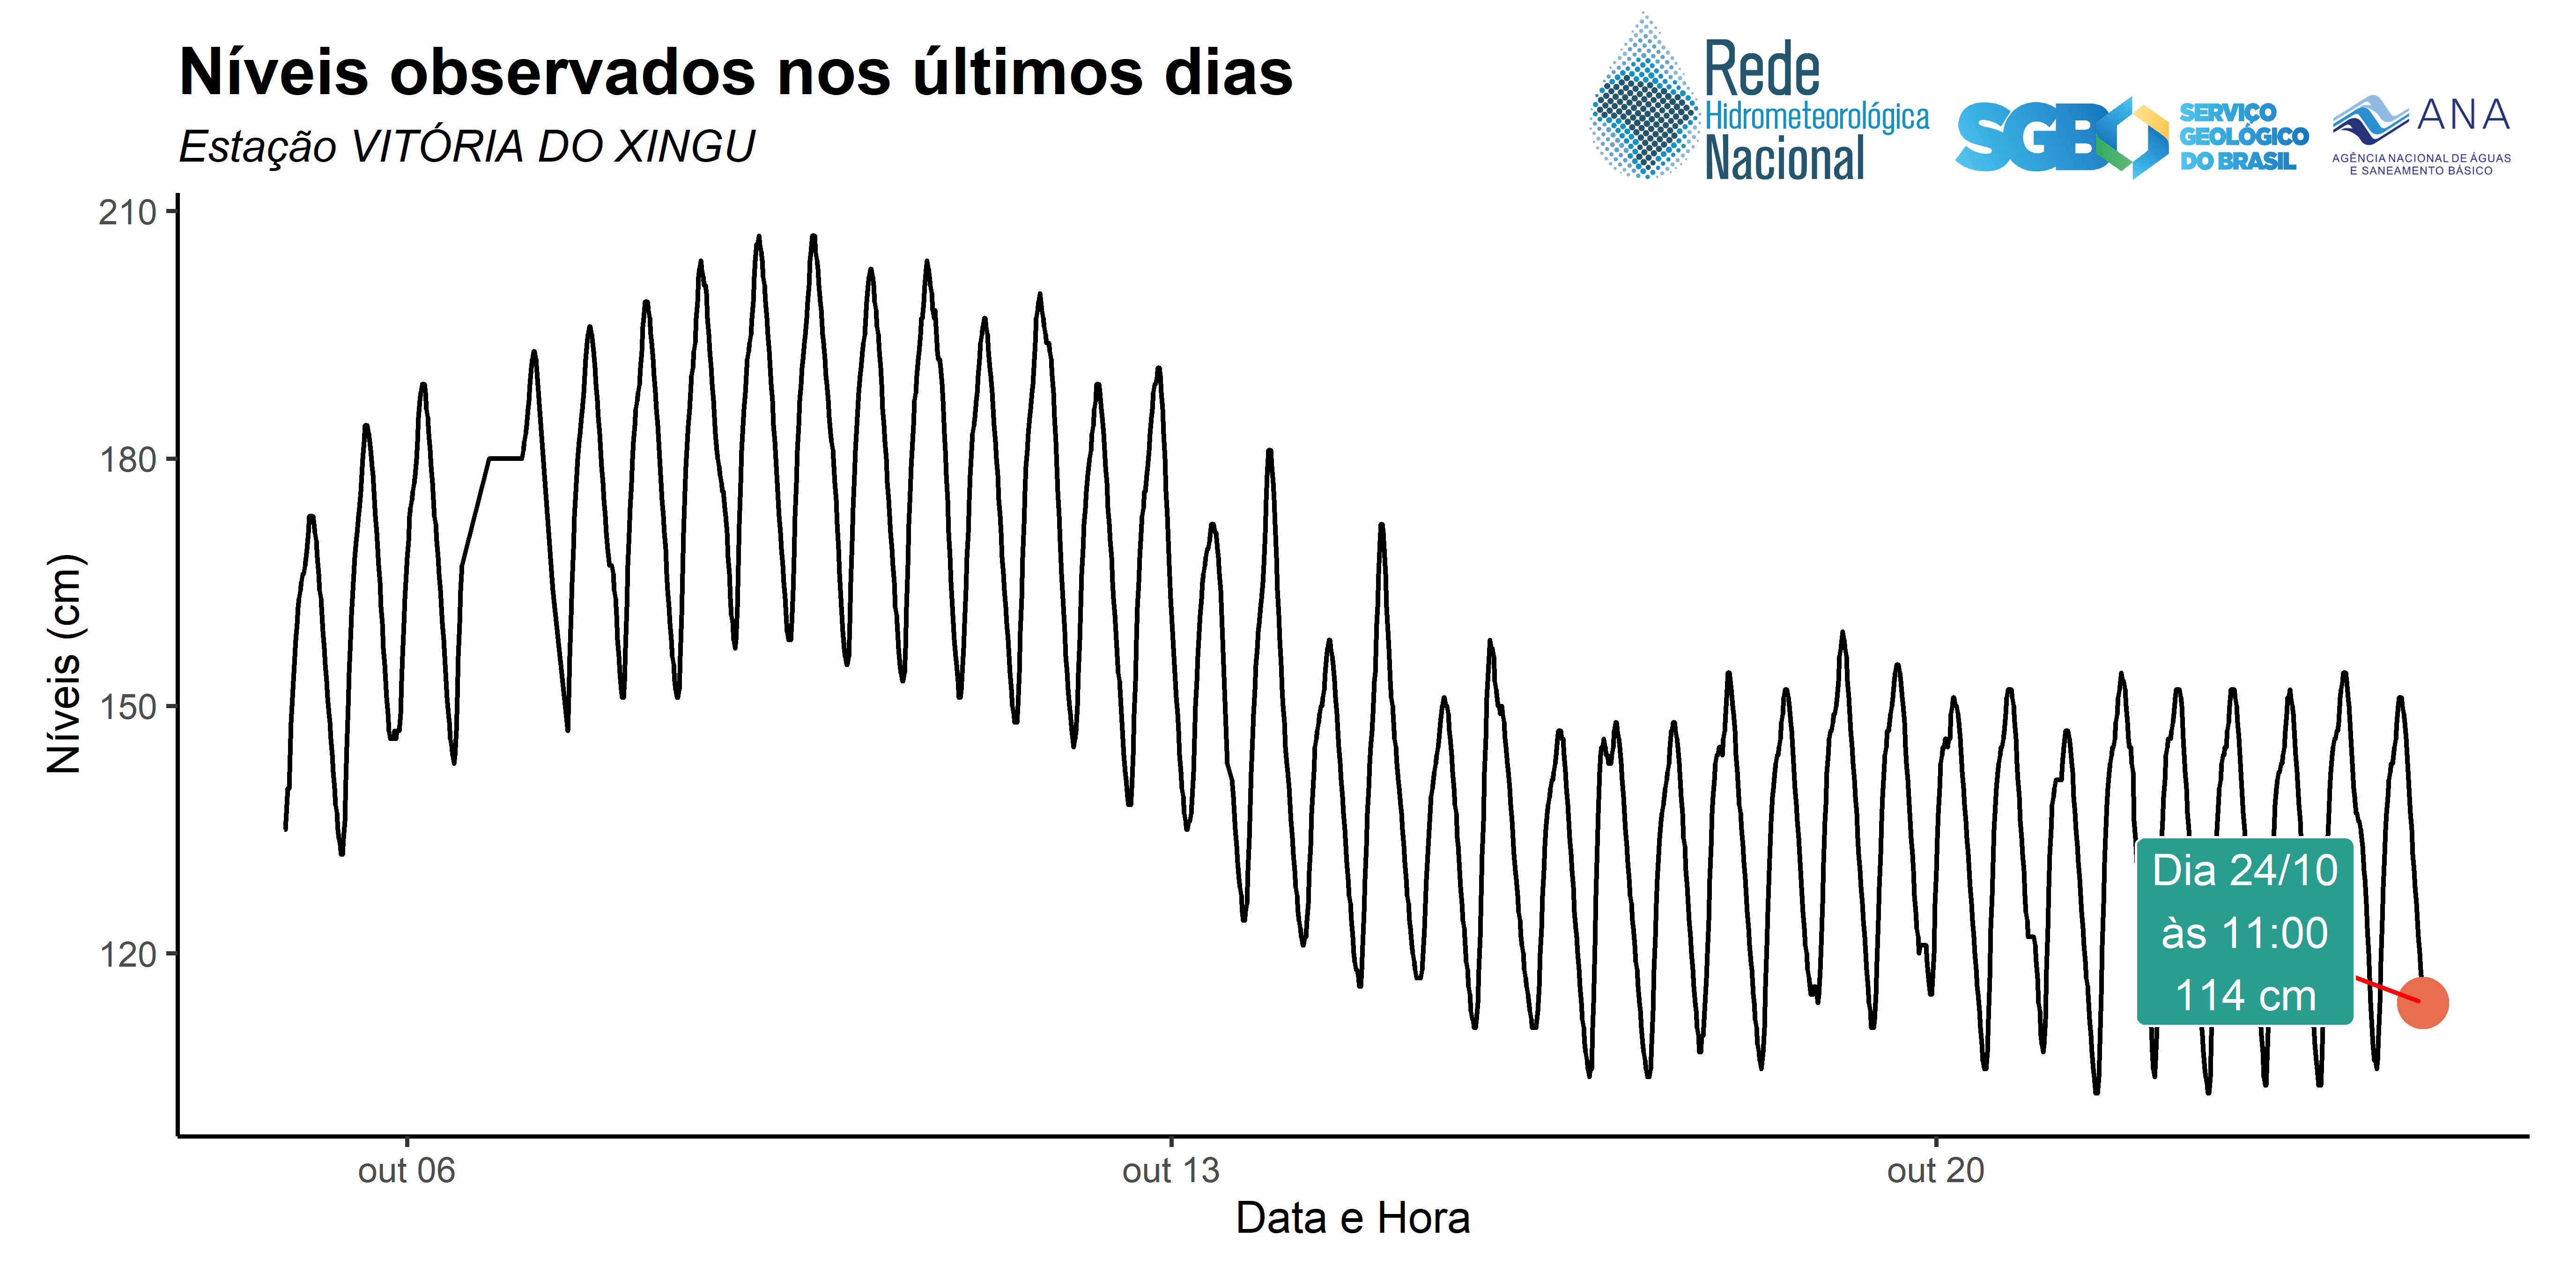 Níveis observados nos últimos dias
Estação VITÓRIA DO XINGU
Rede
Hidrometeorológica
Nacional
SGB
SERVIÇO
GEOLÓGICO
DO BRASIL
ANA
AGÊNCIA NACIONAL DE ÁGUAS
E SANEAMENTO BÁSICO
210
180
150
120
Níveis (cm)
Dia 24/10
às 11:00
114 cm
out 06
out 13
out 20
Data e Hora